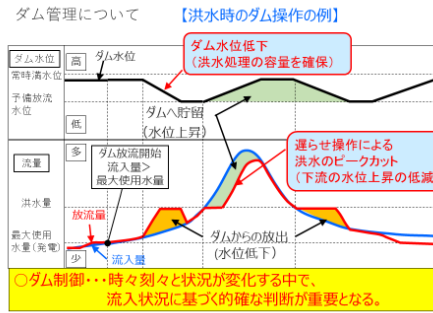 ダム管理について 【洪水時のダム操作の例】
ダム水位
高
ダム水位
ダム水位低下
(洪水処理の容量を確保)
常時満水位
予備放流
水位
低
ダムへ貯留
(水位上昇)
流量
多
ダム放流開始
流入量>
最大使用水量
遅らせ操作による
洪水のピークカット
(下流の水位上昇の低減
洪水量
放流量
最大使用
水量(発電)
少
流入量
ダムからの放出
(水位低下)
○ダム制御・・・時々刻々と状況が変化する中で、
流入状況に基づく的確な判断が重要となる。